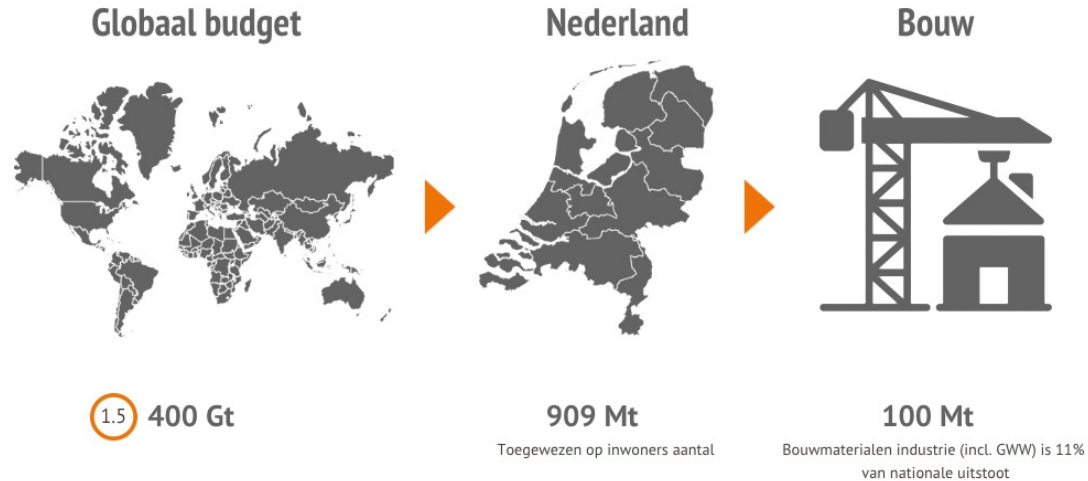 Globaal budget
Nederland
Bouw
1.5
400 Gt
909 Mt
Toegewezen op inwoners aantal
100 Mt
Bouwmaterialen industrie (incl. GWW) is 11%
van nationale uitstoot